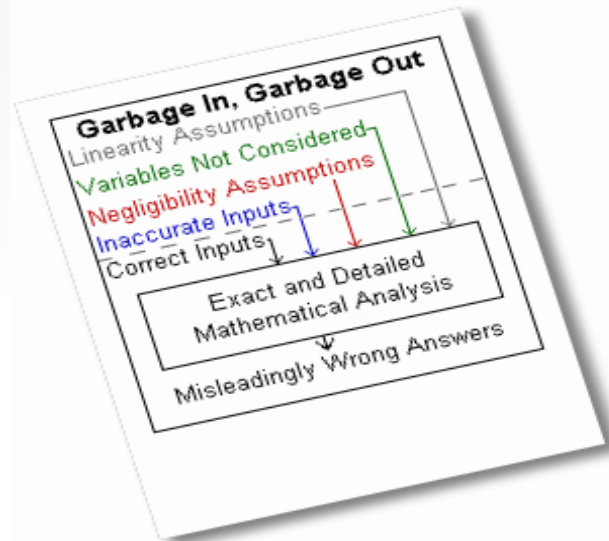 Garbage In, Garbage Out
Linearity Assumptions
Variables Not Considered
Negligibility Assumptions
Inaccurate Inputs
Correct Inputs
Exact and Detailed
Mathematical Analysis
Misleadingly Wrong Answers